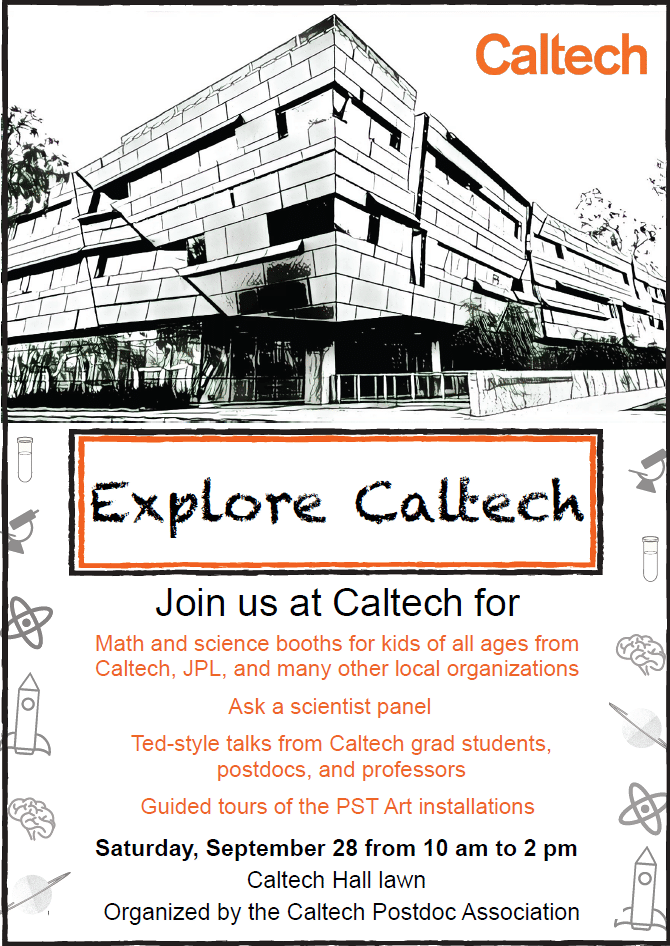 Caltech
Explore Caltech
Join us at Caltech for
Math and science booths for kids of all ages from
Caltech, JPL, and many other local organizations
Ask a scientist panel
Ted-style talks from Caltech grad students,
postdocs, and professors
Guided tours of the PST Art installations
Saturday, September 28 from 10 am to 2 pm
Caltech Hall lawn
Organized by the Caltech Postdoc Association